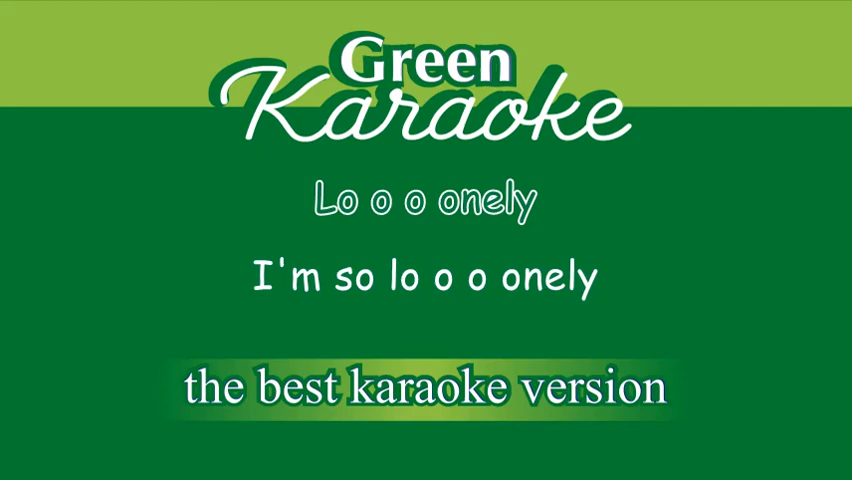 Green
Karaoke
Lo o o onely
I'm so lo o o onely
the best karaoke version